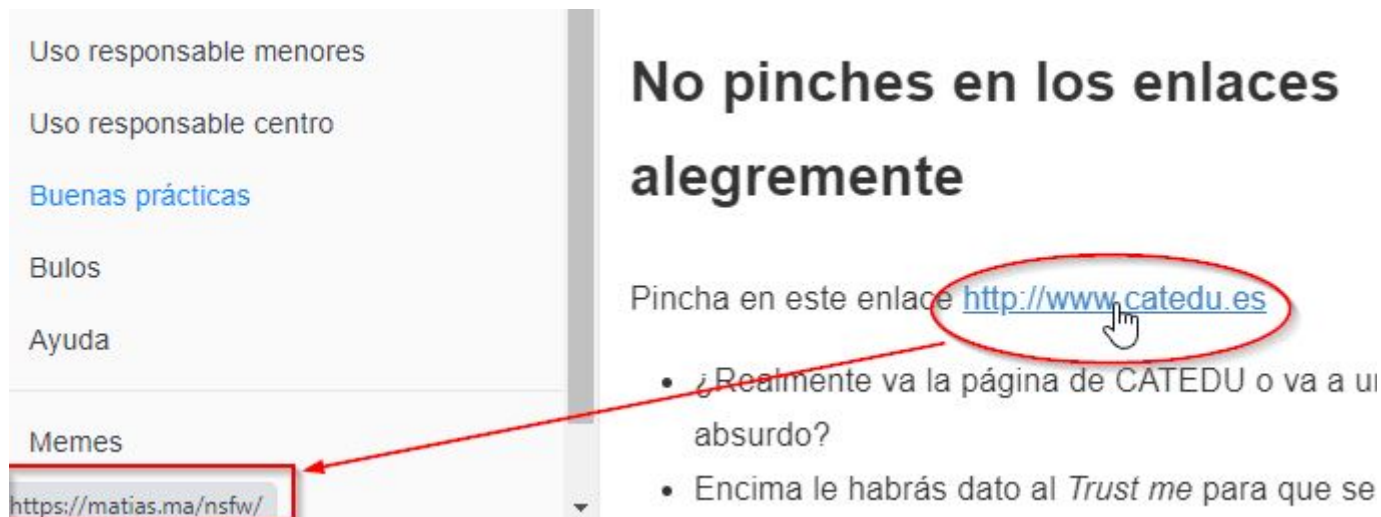 Uso responsable menores
Uso responsable centro
Buenas prácticas
Bulos
Ayuda
Memes
https://matias.ma/nsfw/
No pinches en los enlaces
alegremente
Pincha en este enlace http://www.catedu.es
• ¿Realmente va la página de CATEDU o va a
absurdo?
• Encima le habrás dato al Trust me para que se